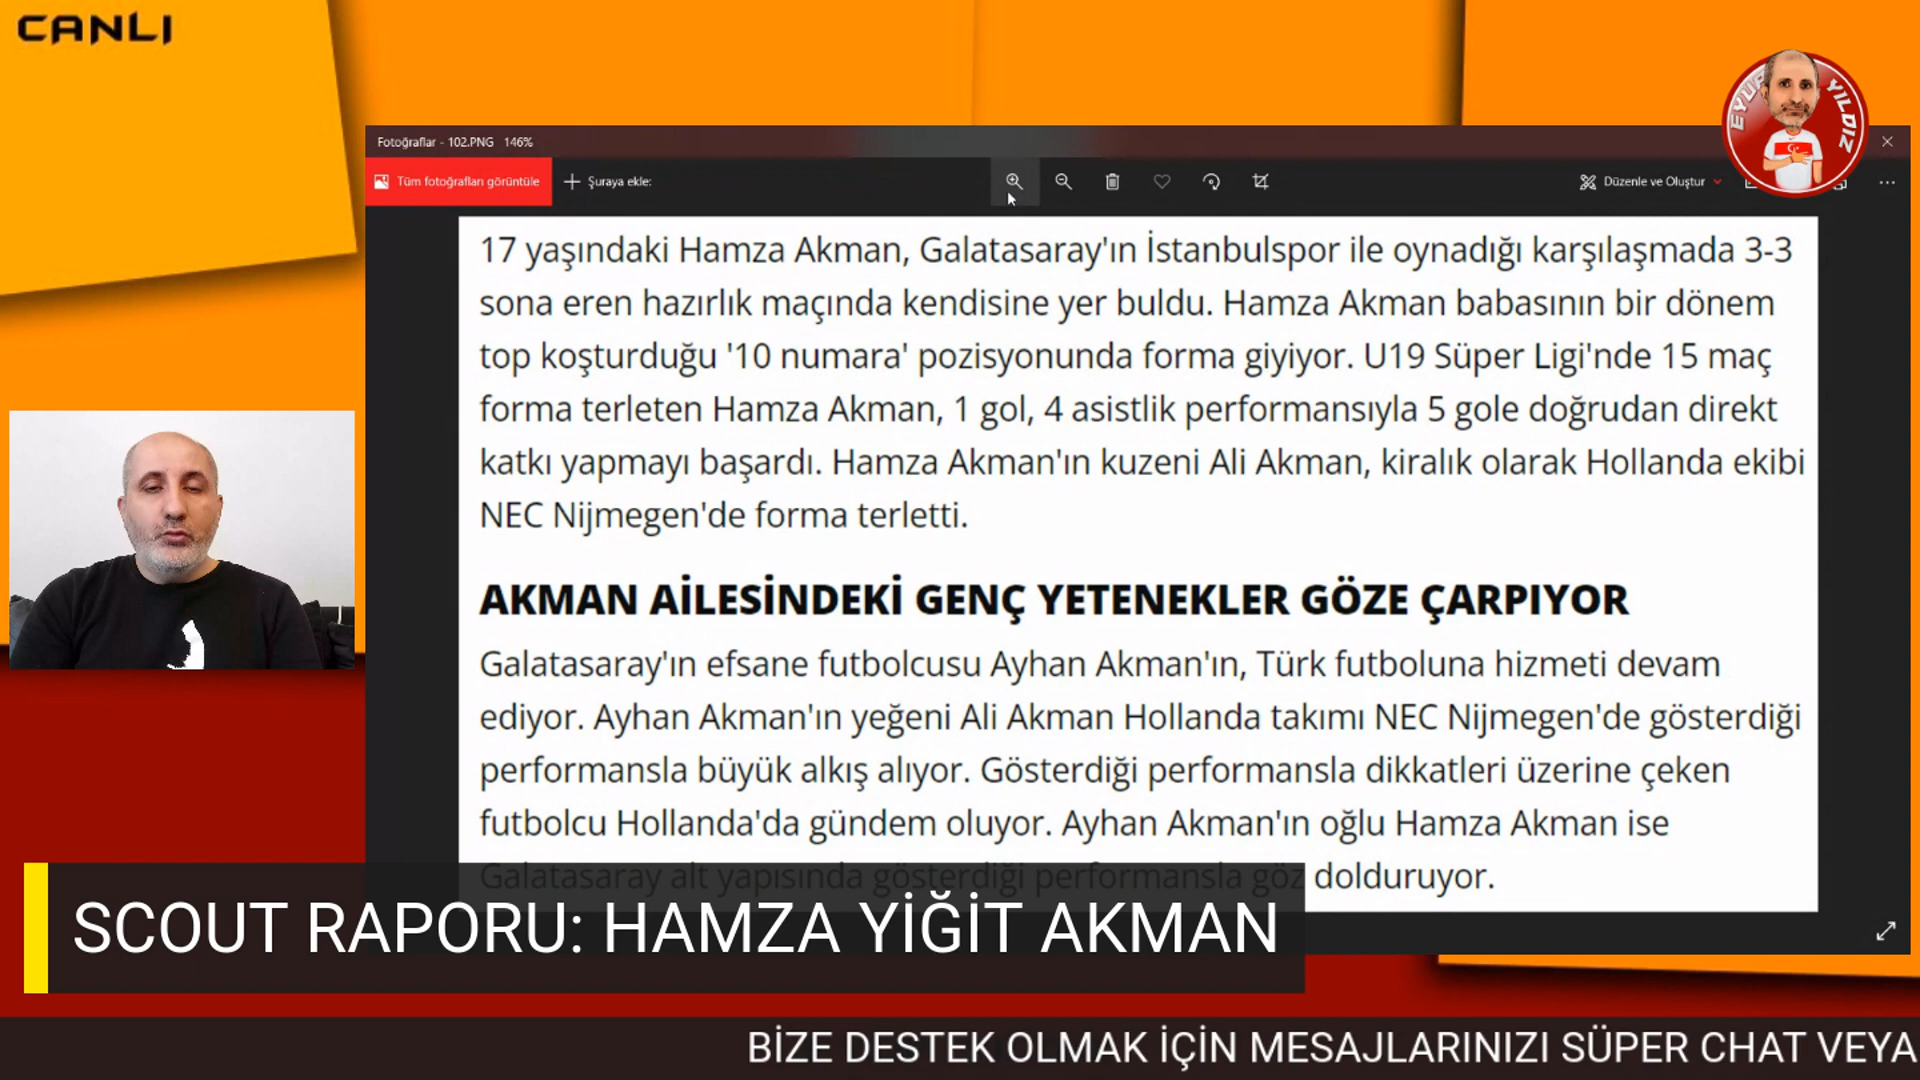 CANLI
EYÜP YILDIZ
Fotoğraflar - 102.PNG 146%
Tüm fotoğrafları görüntüle
Şuraya ekle:
Düzenle ve Oluştur
17 yaşındaki Hamza Akman, Galatasaray'ın İstanbulspor ile oynadığı karşılaşmada 3-3
sona eren hazırlık maçında kendisine yer buldu. Hamza Akman babasının bir dönem
top koşturduğu '10 numara' pozisyonunda forma giyiyor. U19 Süper Ligi'nde 15 maç
forma terleten Hamza Akman, 1 gol, 4 asistlik performansıyla 5 gole doğrudan direkt
katkı yapmayı başardı. Hamza Akman'ın kuzeni Ali Akman, kiralık olarak Hollanda ekibi
NEC Nijmegen'de forma terletti.
AKMAN AİLESİNDEKİ GENÇ YETENEKLER GÖZE ÇARPIYOR
Galatasaray'ın efsane futbolcusu Ayhan Akman'ın, Türk futboluna hizmeti devam
ediyor. Ayhan Akman'ın yeğeni Ali Akman Hollanda takımı NEC Nijmegen'de gösterdiği
performansla büyük alkış alıyor. Gösterdiği performansla dikkatleri üzerine çeken
futbolcu Hollanda'da gündem oluyor. Ayhan Akman'ın oğlu Hamza Akman ise
Galatasaray alt yapısında gösterdiği performansla göz dolduruyor.
SCOUT RAPORU: HAMZA YİĞİT AKMAN
BİZE DESTEK OLMAK İÇİN MESAJLARINIZI SÜPER CHAT VEYA